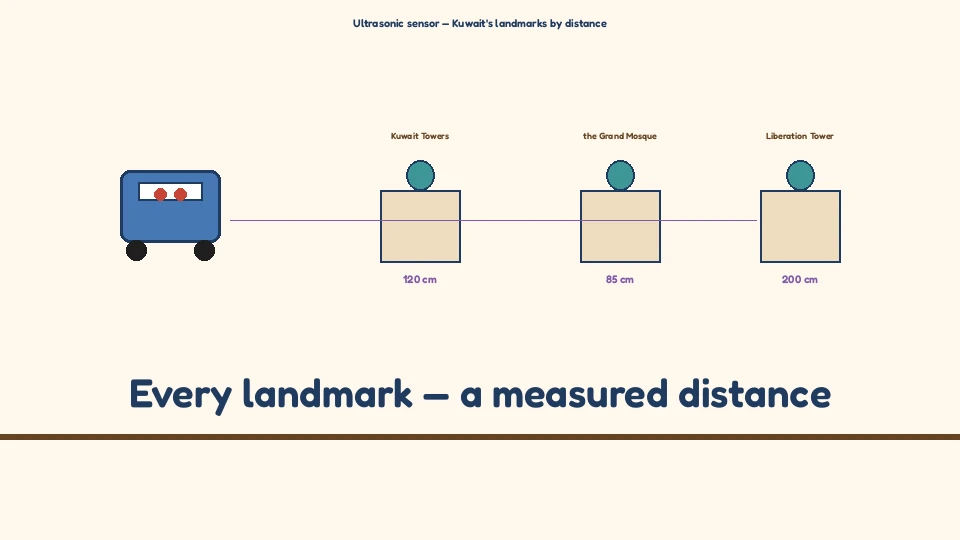 Ultrasonic sensor — Kuwait's landmarks by distance
Kuwait Towers
the Grand Mosque
Liberation Tower
120 cm
85 cm
200 cm
Every landmark — a measured distance